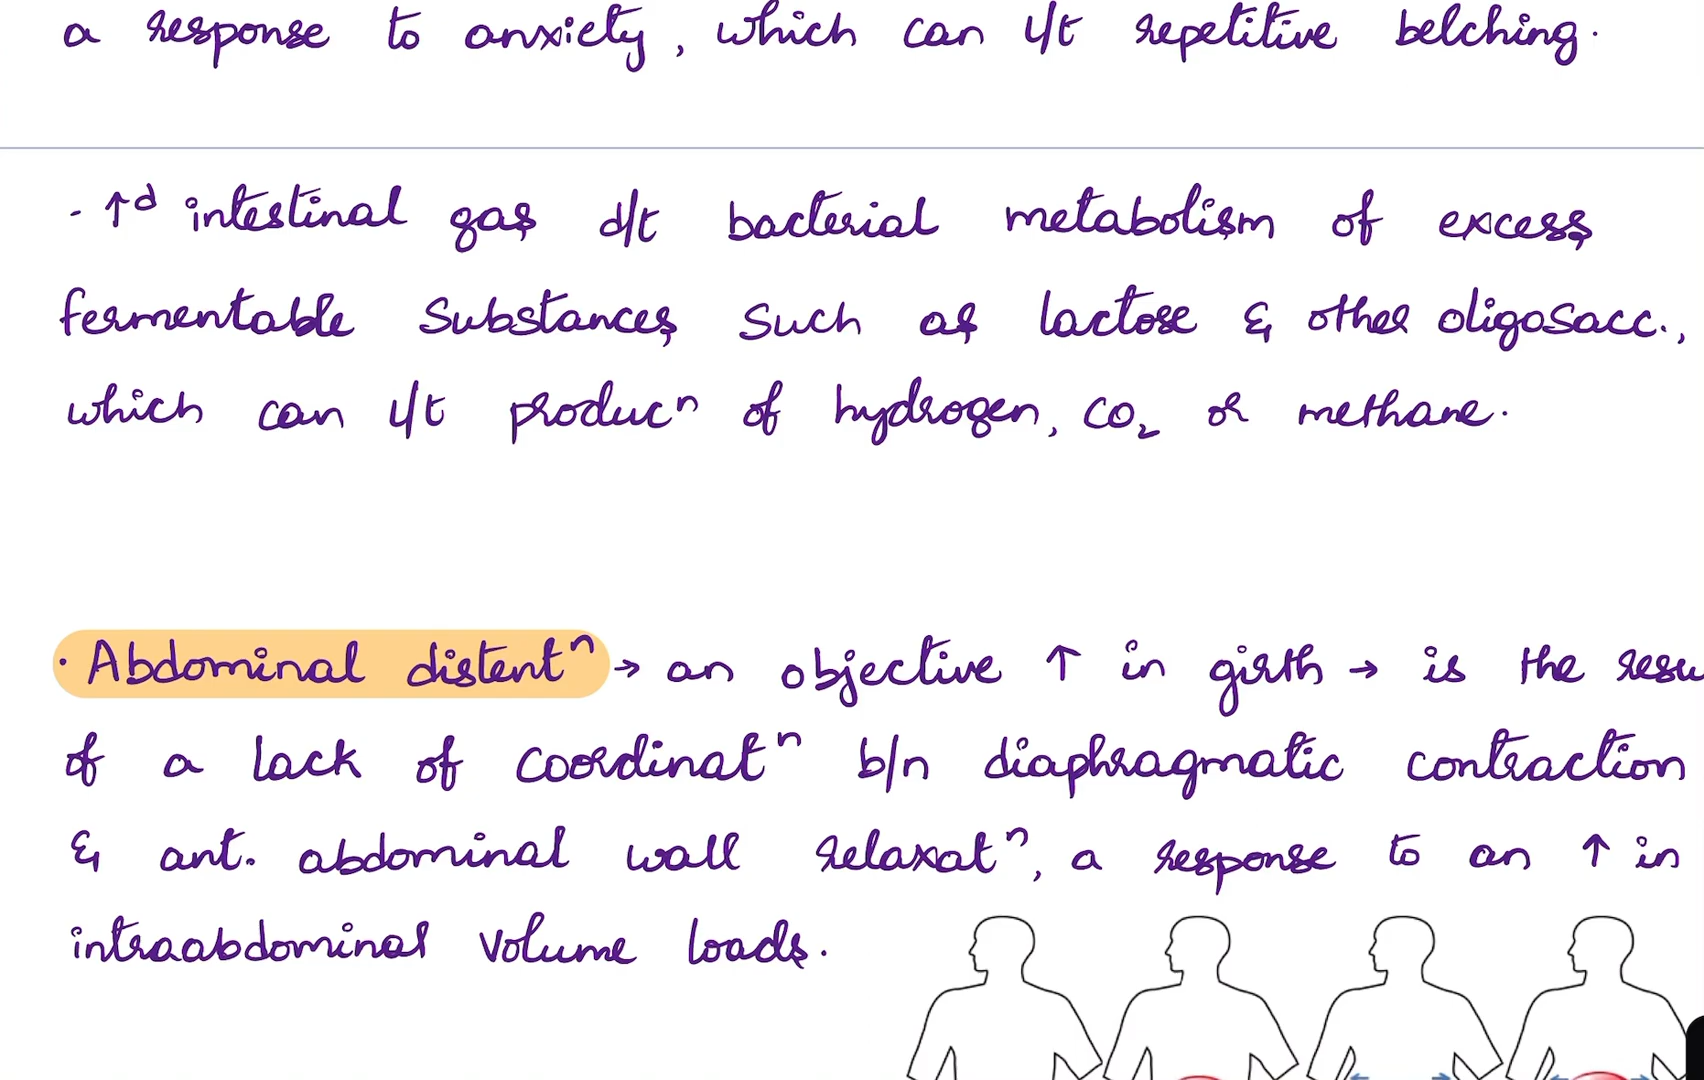 a response to anxiety, which can l/t repetitive belching.
- ↑d intestinal gas d/t bacterial metabolism of excess
fermentable substances such as lactose & other oligosacc.,
which can l/t producn of hydrogen, CO2 or methane.
· Abdominal distentn → an objective ↑ in girth → is the resu
of a lack of coordinatn b/n diaphragmatic contraction
& ant. abdominal wall relaxatn, a response to an ↑ in
intraabdominal volume loads.